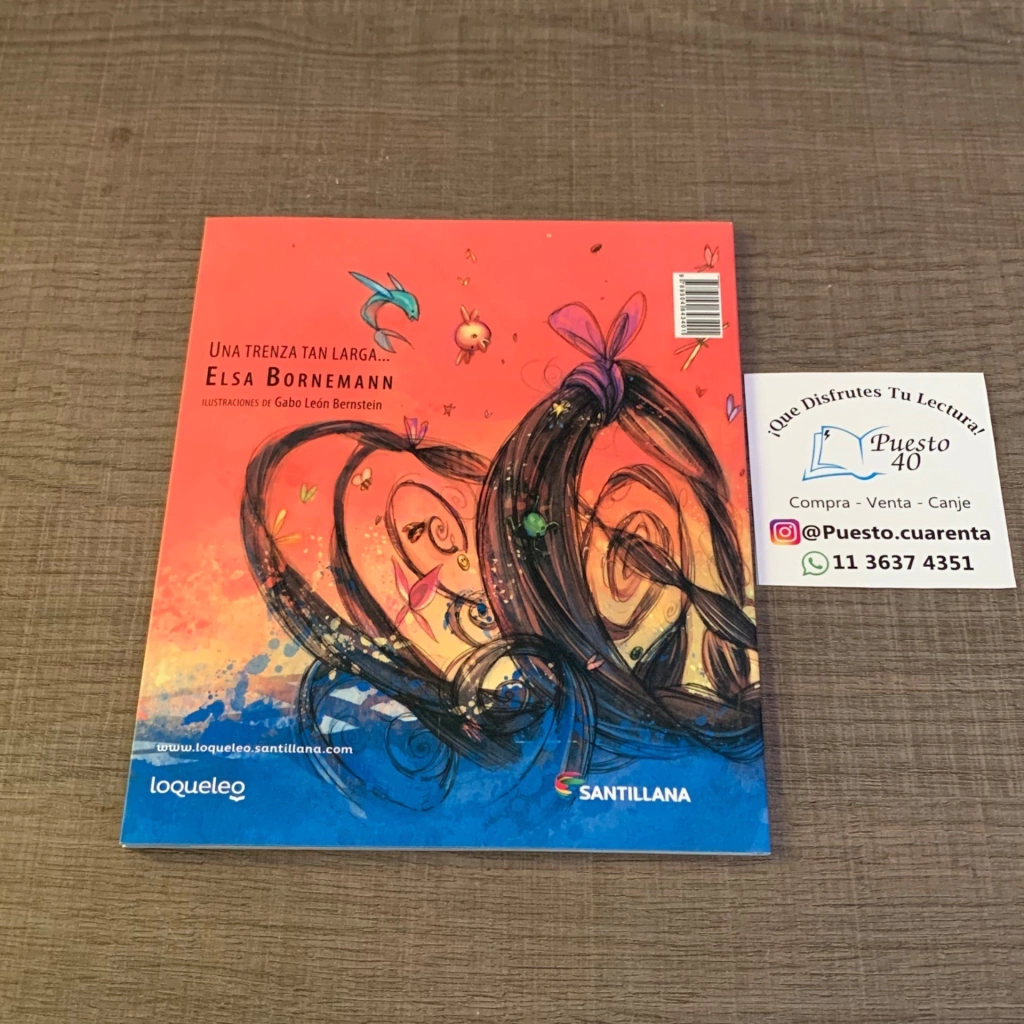 UNA TRENZA TAN LARGA...
ELSA BORNEMANN
ILUSTRACIONES DE Gabo León Bernstein
www.loqueleo.santillana.com
loqueleo
SANTILLANA
¡Que Disfrutes Tu Lectura!
Puesto
40
Compra - Venta - Canje
@Puesto.cuarenta
11 3637 4351